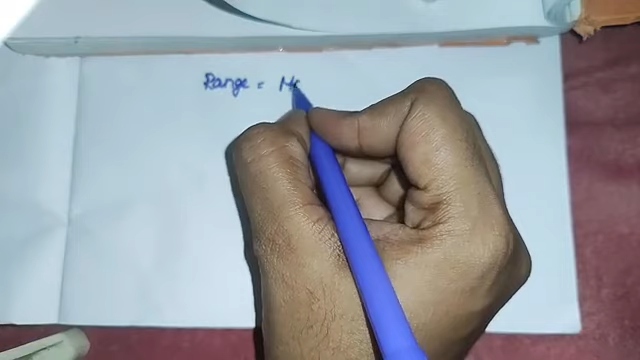 Range = H